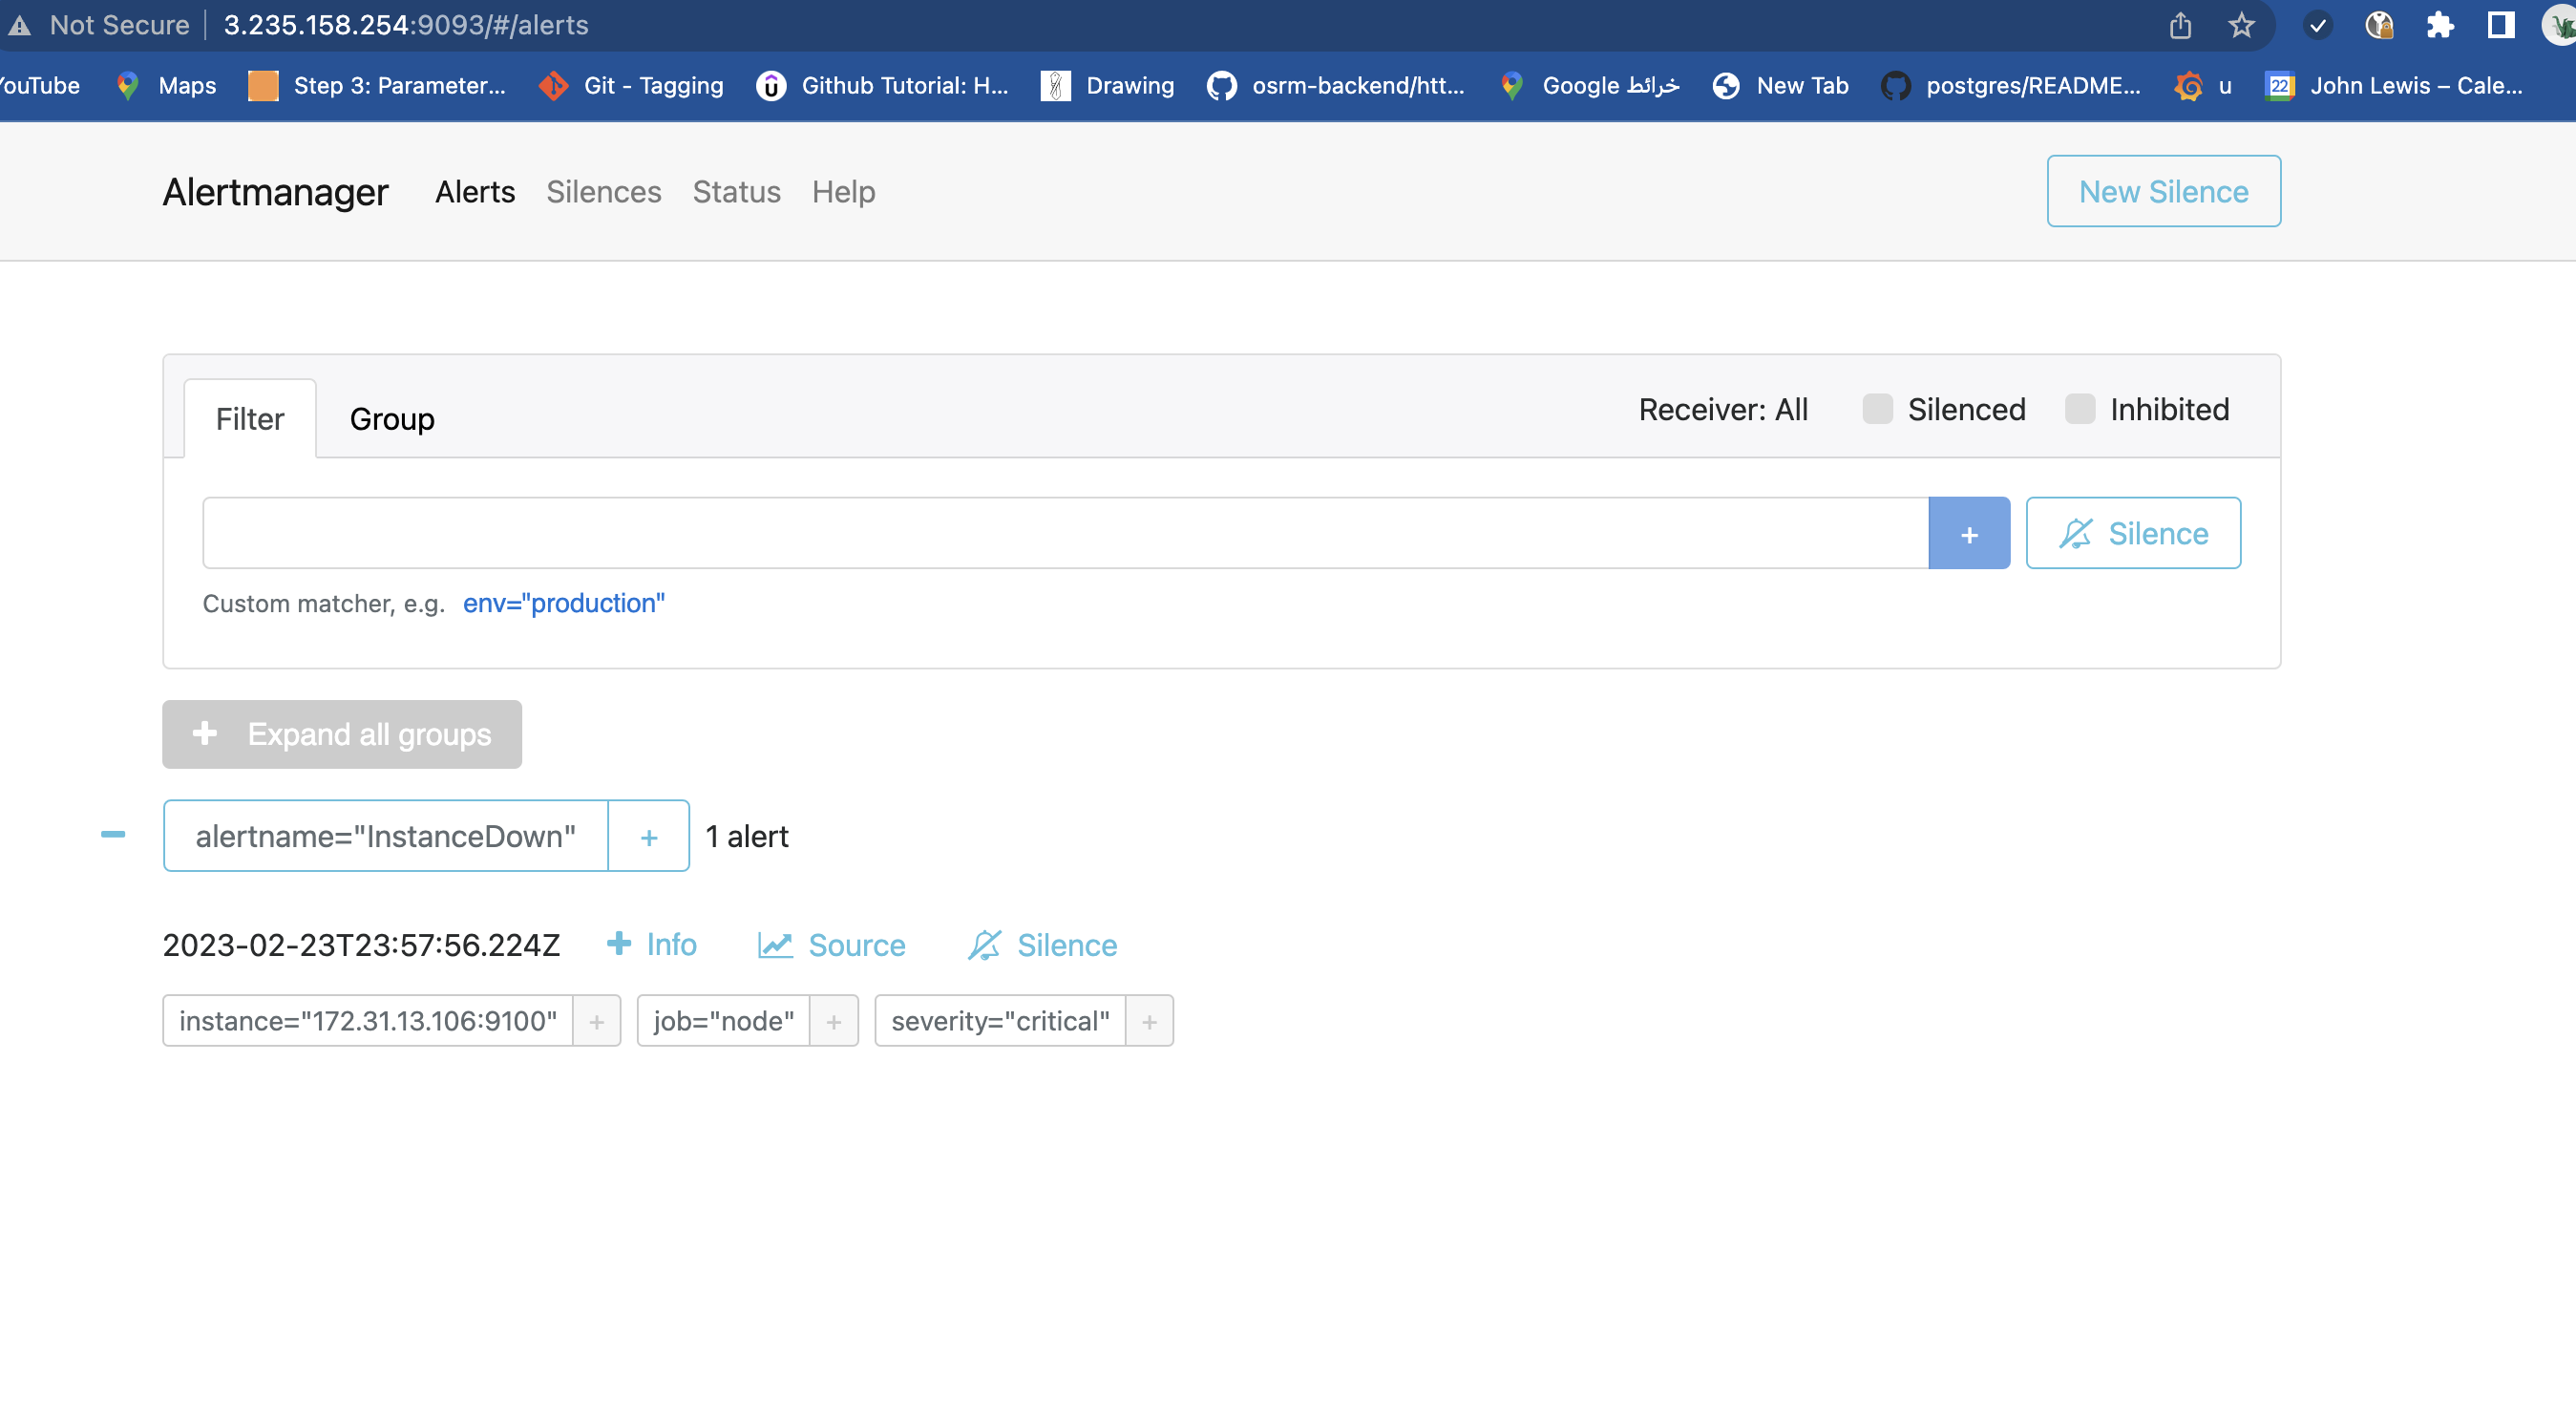 Not Secure 3.235.158.254:9093/#/alerts
YouTube Maps Step 3: Parameter... Git - Tagging Github Tutorial: H... Drawing osrm-backend/htt... Google خرائط New Tab postgres/README... u 22 John Lewis – Cale...
Alertmanager Alerts Silences Status Help New Silence
Filter Group Receiver: All Silenced Inhibited
+ Silence
Custom matcher, e.g. env="production"
+ Expand all groups
alertname="InstanceDown" + 1 alert
2023-02-23T23:57:56.224Z + Info Source Silence
instance="172.31.13.106:9100" + job="node" + severity="critical" +